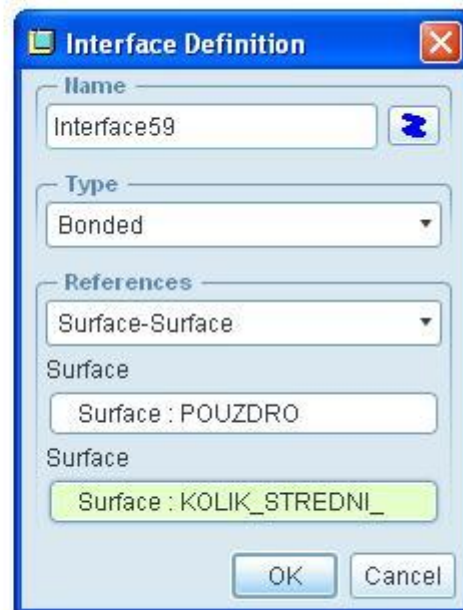 Interface Definition
Name
Interface59
Type
Bonded
References
Surface-Surface
Surface
Surface : POUZDRO
Surface
Surface : KOLIK_STREDNI_
OK Cancel